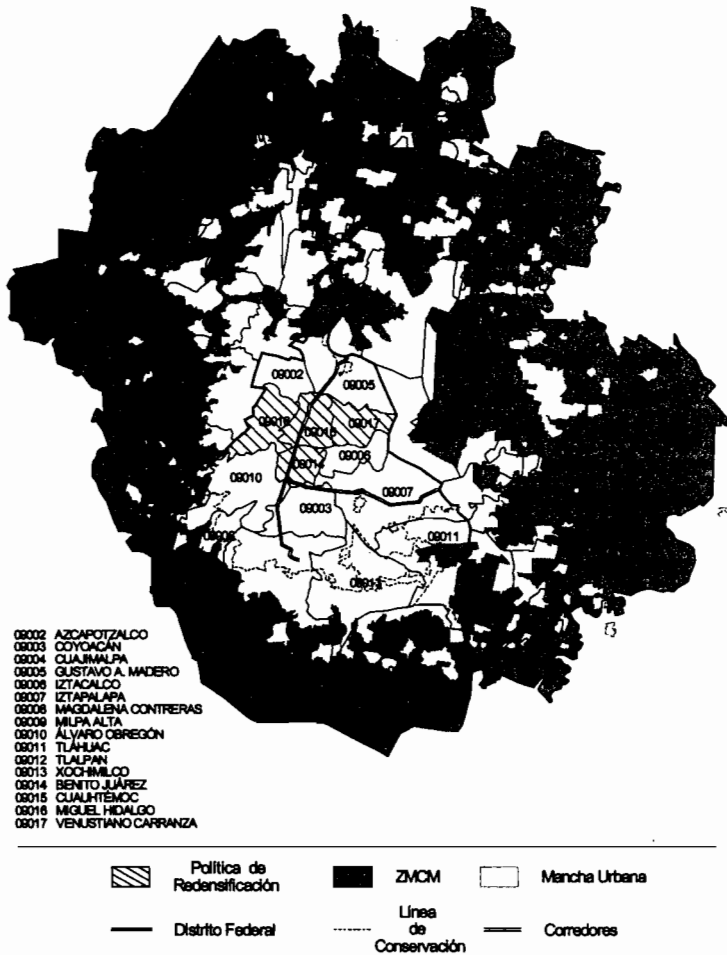 09002
09005
09016
09015
09017
09006
09014
09010
09007
09003
09011
09013
09002 AZCAPOTZALCO
09003 COYOACÁN
09004 CUAJIMALPA
09005 GUSTAVO A. MADERO
09006 IZTACALCO
09007 IZTAPALAPA
09008 MAGDALENA CONTRERAS
09009 MILPA ALTA
09010 ÁLVARO OBREGÓN
09011 TLÁHUAC
09012 TLALPAN
09013 XOCHIMILCO
09014 BENITO JUÁREZ
09015 CUAUHTÉMOC
09016 MIGUEL HIDALGO
09017 VENUSTIANO CARRANZA
Política de
Redensificación
ZMCM
Mancha Urbana
Distrito Federal
Línea
de
Conservación
Corredores